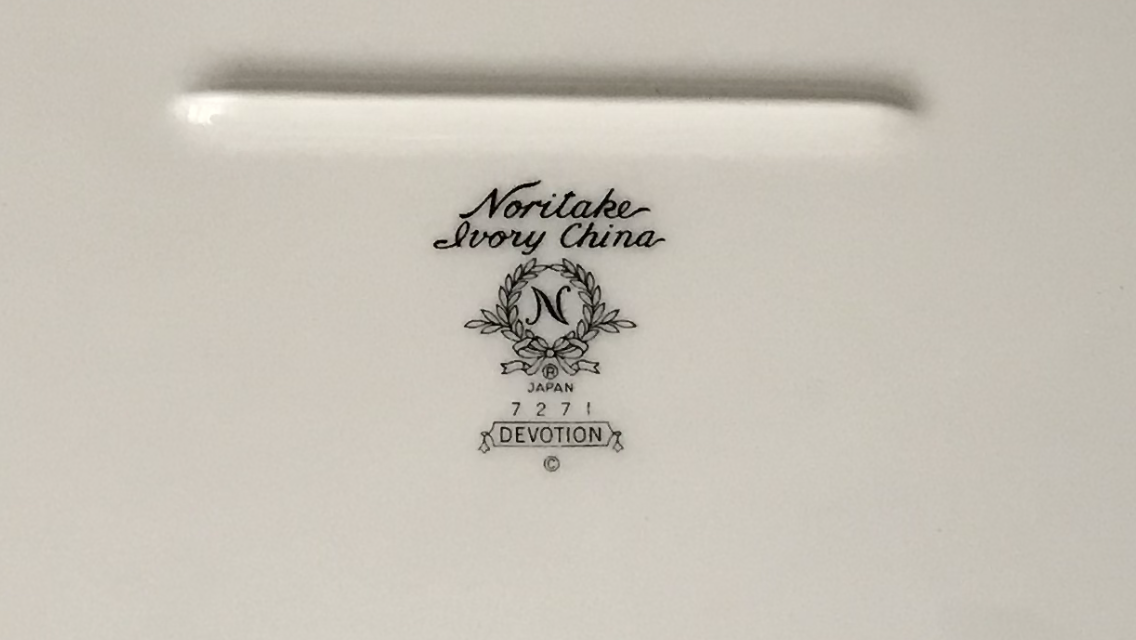 Noritake
Ivory China
N
®
JAPAN
7271
DEVOTION
©